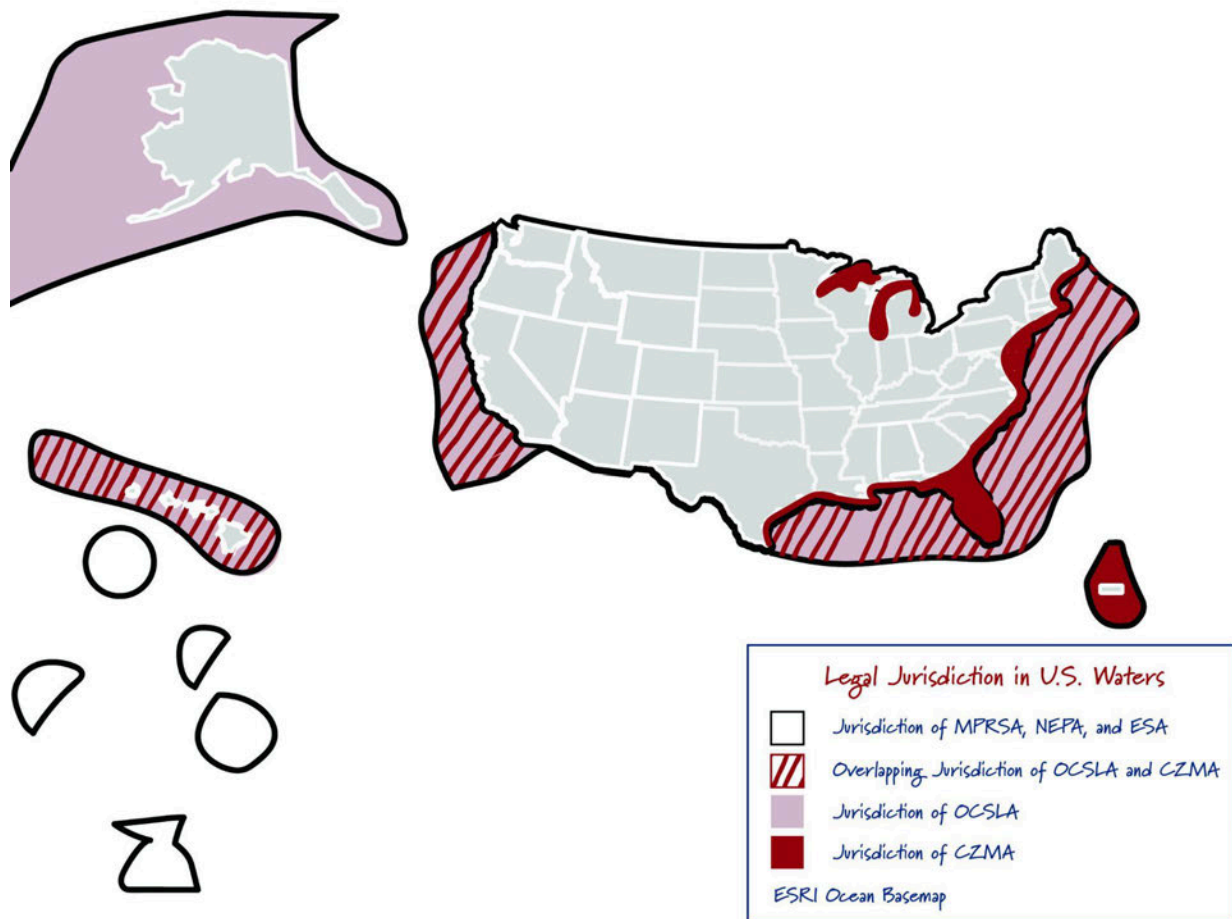 Legal Jurisdiction in U.S. Waters
Jurisdiction of MPRSA, NEPA, and ESA
Overlapping Jurisdiction of OCSLA and CZMA
Jurisdiction of OCSLA
Jurisdiction of CZMA
ESRI Ocean Basemap